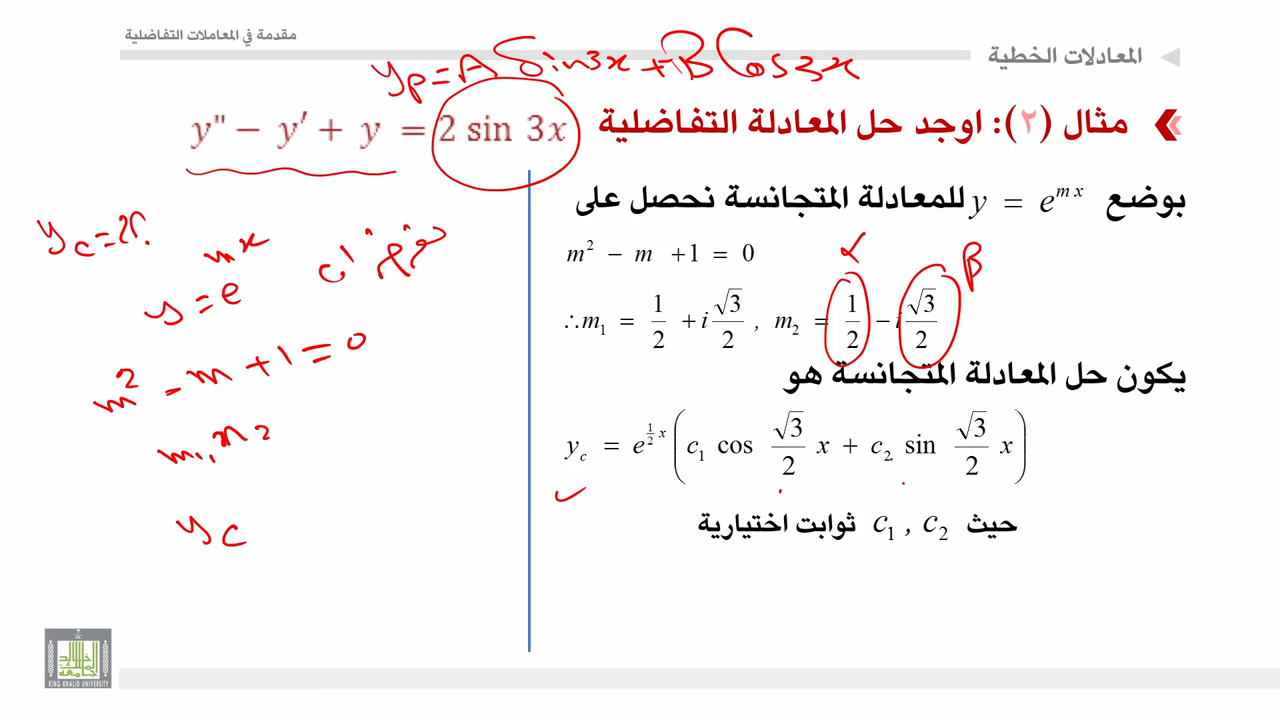 مقدمة في المعاملات التفاضلية
المعادلات الخطية
yp = A Sin3x + B Cos3x
مثال (٢): اوجد حل المعادلة التفاضلية y" − y′ + y = 2 sin 3x
بوضع y = e^{mx} للمعادلة المتجانسة نحصل على
m² − m + 1 = 0
α β
∴ m₁ = 1/2 + i √3/2 , m₂ = 1/2 − i √3/2
يكون حل المعادلة المتجانسة هو
y_c = e^{1/2 x} ( c₁ cos √3/2 x + c₂ sin √3/2 x )
حيث c₁ , c₂ ثوابت اختيارية
y_c =
y = e^{mx}
m² − m + 1 = 0
m₁, m₂
y_c
KING KHALID UNIVERSITY